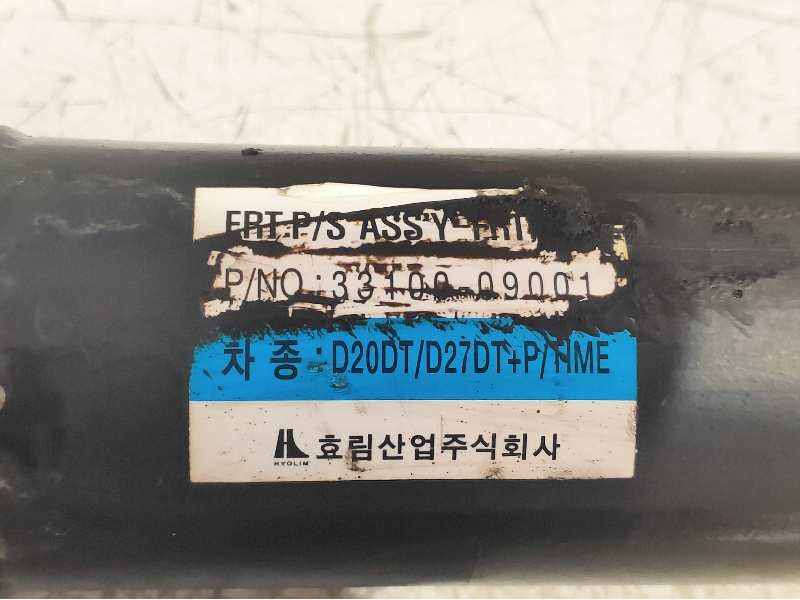 FRT P/S ASS'Y-FRT
P/NO : 33100-09001
차 종 : D20DT/D27DT+P/TIME
HYOLIM 효림산업주식회사